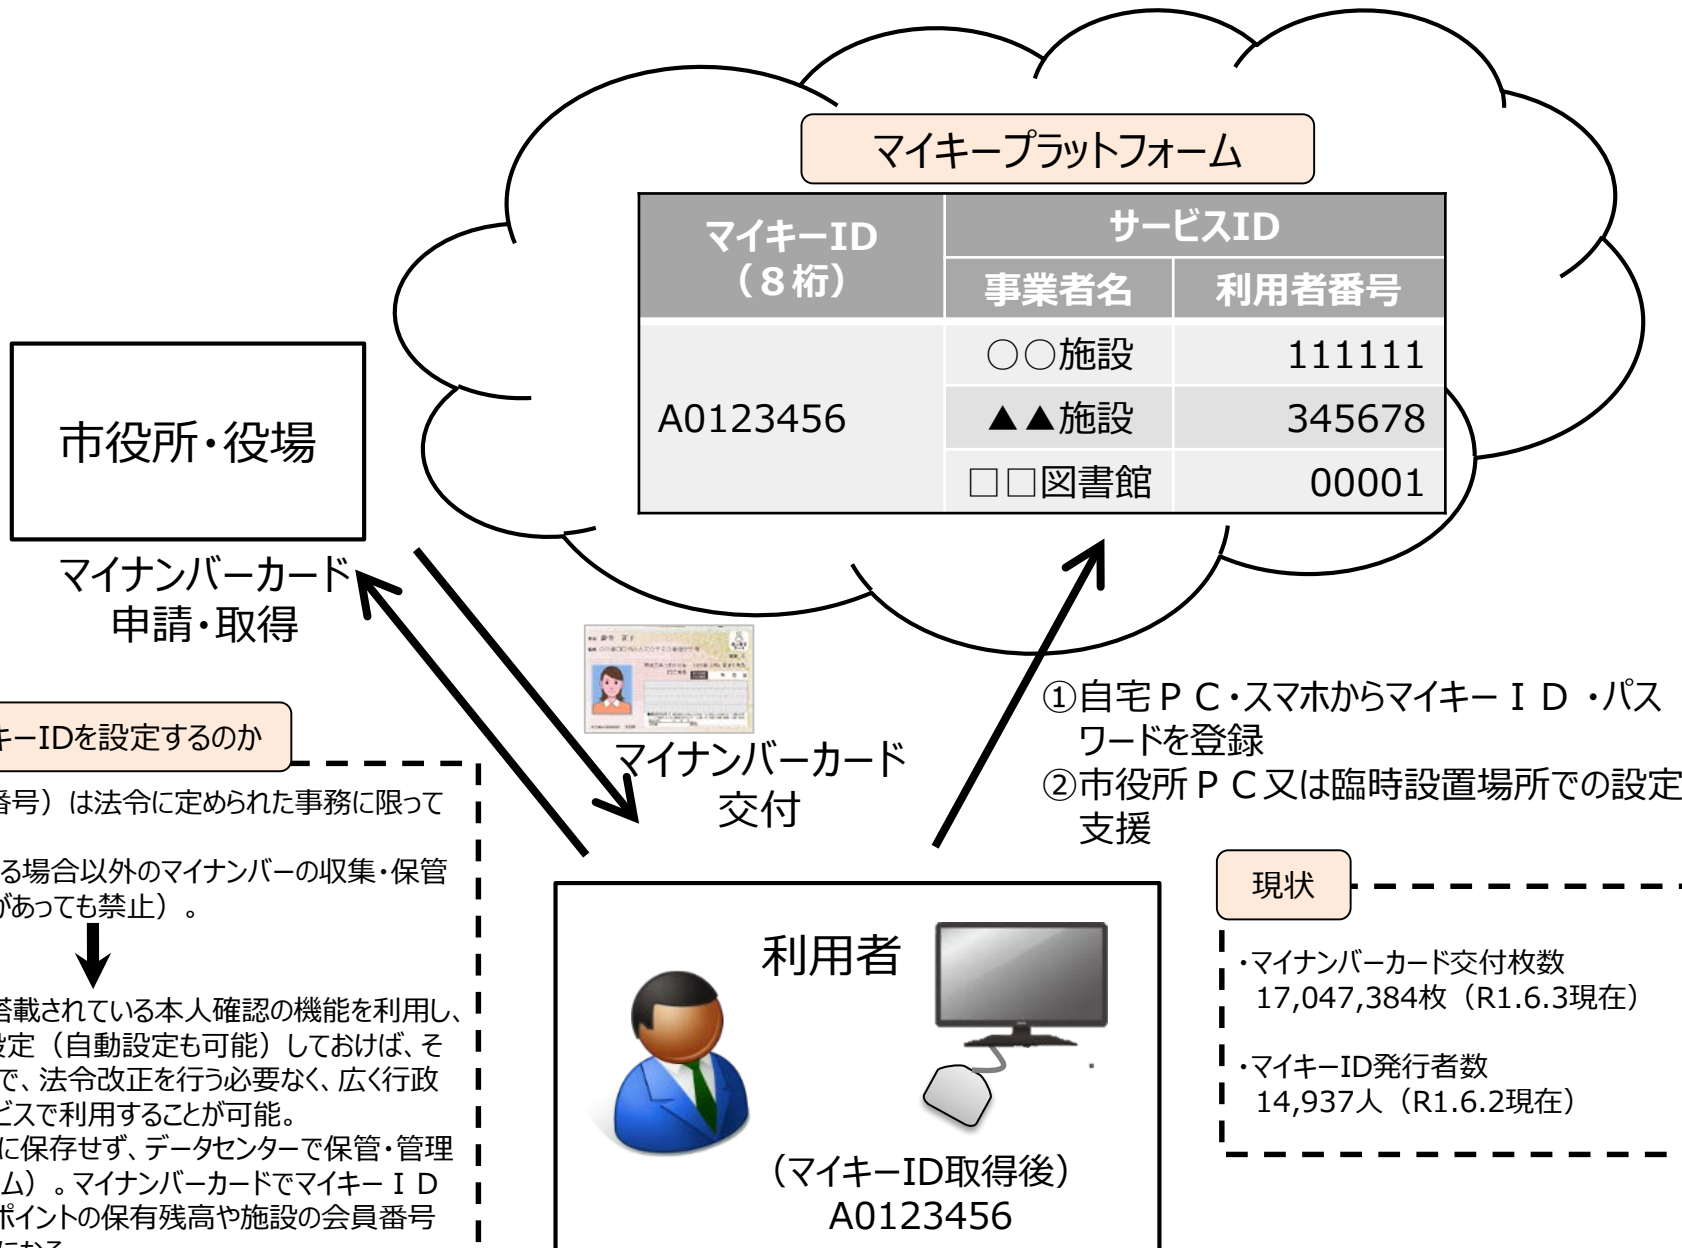 マイキープラットフォーム
マイキーID
（８桁）
サービスID
事業者名
利用者番号
A0123456
○○施設
111111
▲▲施設
345678
□□図書館
00001
市役所・役場
マイナンバーカード
申請・取得
マイナンバーカード
交付
①自宅ＰＣ・スマホからマイキーＩＤ・パス
ワードを登録
②市役所ＰＣ又は臨時設置場所での設定
支援
キーIDを設定するのか
番号）は法令に定められた事務に限って
る場合以外のマイナンバーの収集・保管
があっても禁止）。
搭載されている本人確認の機能を利用し、
設定（自動設定も可能）しておけば、そ
で、法令改正を行う必要なく、広く行政
ビスで利用することが可能。
に保存せず、データセンターで保管・管理
ム）。マイナンバーカードでマイキーＩＤ
ポイントの保有残高や施設の会員番号
利用者
（マイキーID取得後）
A0123456
現状
・マイナンバーカード交付枚数
17,047,384枚（R1.6.3現在）
・マイキーID発行者数
14,937人（R1.6.2現在）